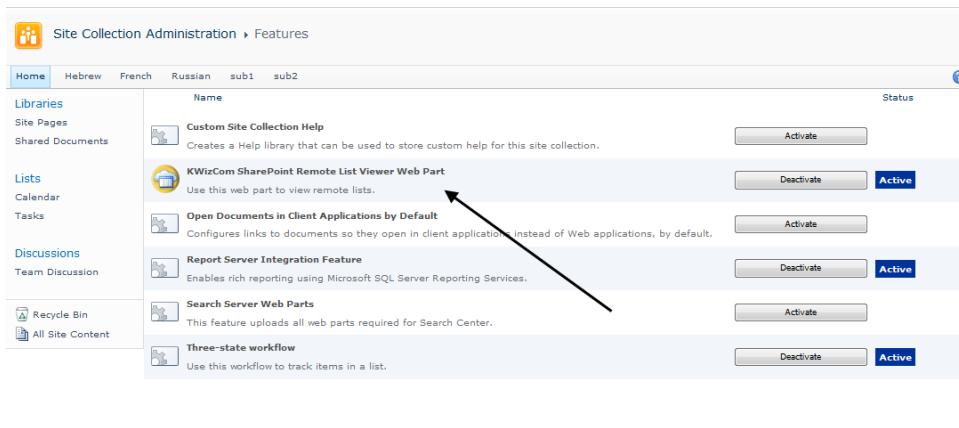 Site Collection Administration ▸ Features
Home Hebrew French Russian sub1 sub2
Libraries
Site Pages
Shared Documents
Lists
Calendar
Tasks
Discussions
Team Discussion
Recycle Bin
All Site Content
Name Status
Custom Site Collection Help
Creates a Help library that can be used to store custom help for this site collection.
Activate
KWizCom SharePoint Remote List Viewer Web Part
Use this web part to view remote lists.
Deactivate Active
Open Documents in Client Applications by Default
Configures links to documents so they open in client applications instead of Web applications, by default.
Activate
Report Server Integration Feature
Enables rich reporting using Microsoft SQL Server Reporting Services.
Deactivate Active
Search Server Web Parts
This feature uploads all web parts required for Search Center.
Activate
Three-state workflow
Use this workflow to track items in a list.
Deactivate Active